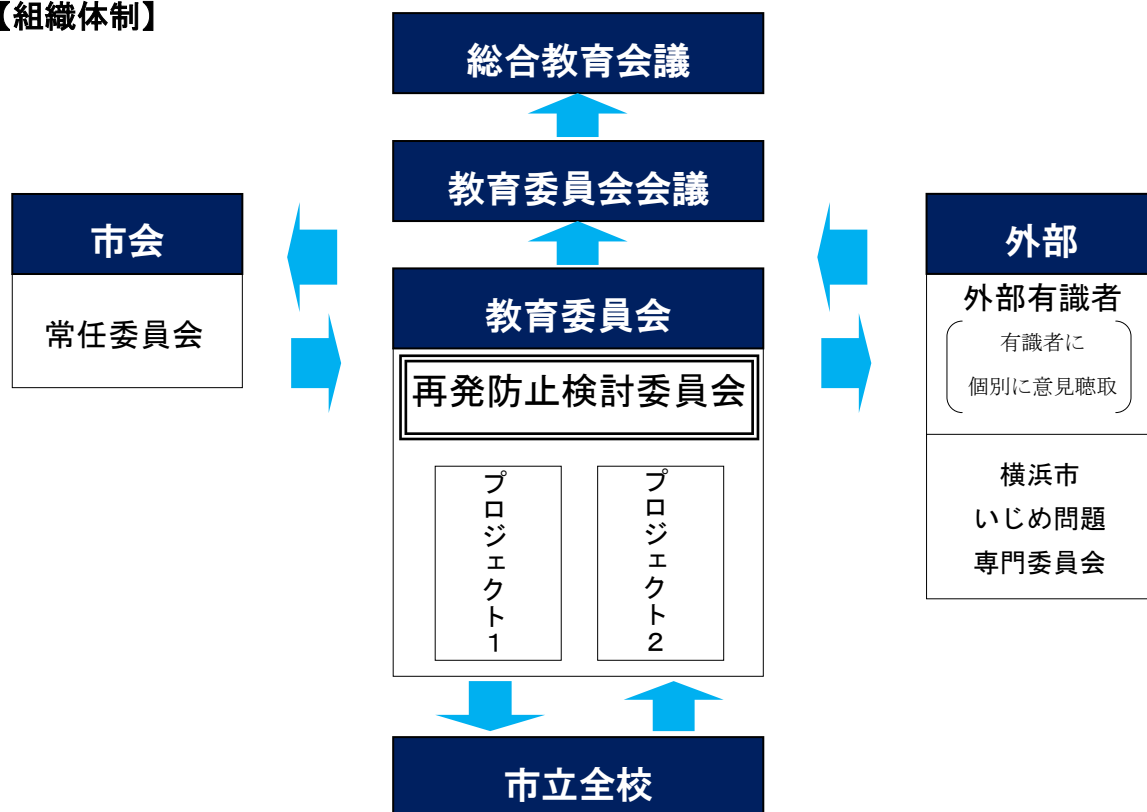 【組織体制】
総合教育会議
教育委員会会議
市会
常任委員会
教育委員会
再発防止検討委員会
プロジェクト1
プロジェクト2
外部
外部有識者
有識者に
個別に意見聴取
横浜市
いじめ問題
専門委員会
市立全校